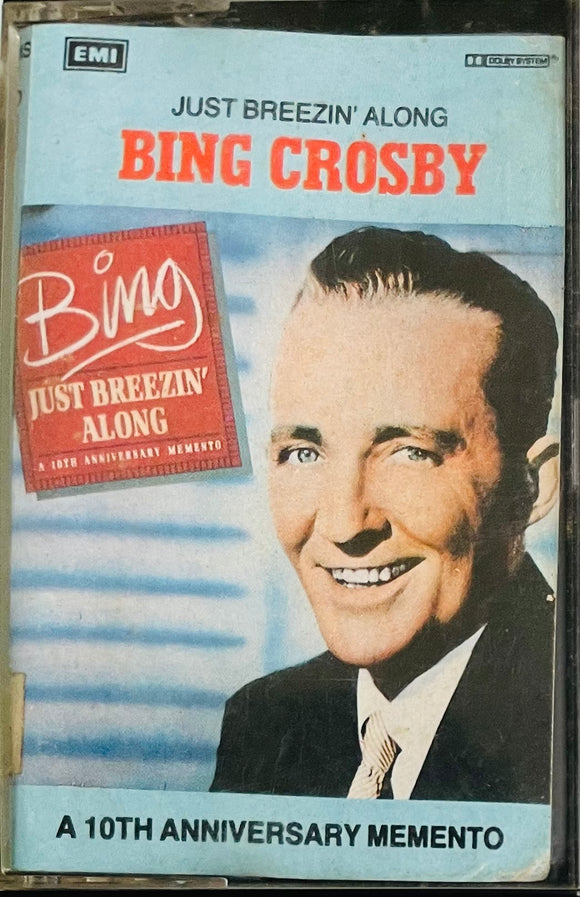 EMI
DOLBY SYSTEM
JUST BREEZIN' ALONG
BING CROSBY
Bing
JUST BREEZIN'
ALONG
A 10TH ANNIVERSARY MEMENTO
A 10TH ANNIVERSARY MEMENTO